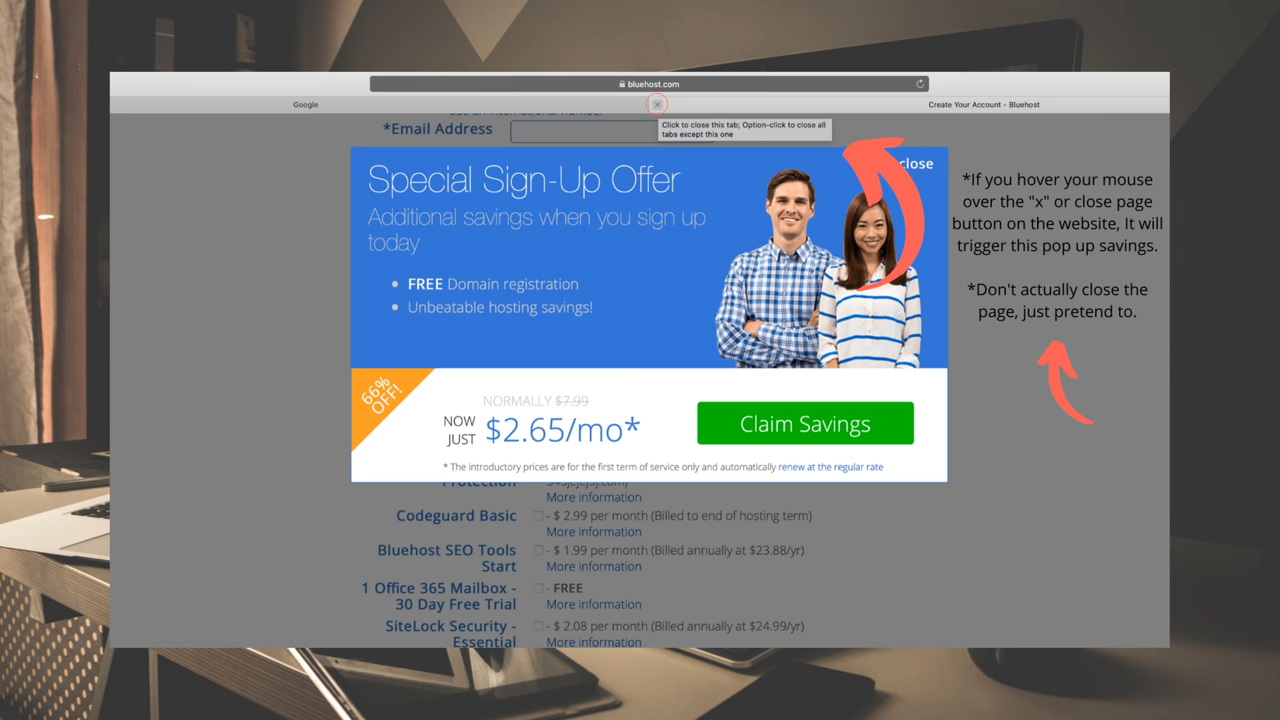 bluehost.com
Google
Create Your Account - Bluehost
*Email Address
Click to close this tab; Option-click to close all
tabs except this one
close
Special Sign-Up Offer
Additional savings when you sign up
today
FREE Domain registration
Unbeatable hosting savings!
*If you hover your mouse
over the "x" or close page
button on the website, It will
trigger this pop up savings.
*Don't actually close the
page, just pretend to.
66%
OFF!
NORMALLY $7.99
NOW
JUST
$2.65/mo*
Claim Savings
* The introductory prices are for the first term of service only and automatically renew at the regular rate
Protection
More information
Codeguard Basic
- $ 2.99 per month (Billed to end of hosting term)
More information
Bluehost SEO Tools
Start
- $ 1.99 per month (Billed annually at $23.88/yr)
More information
1 Office 365 Mailbox -
30 Day Free Trial
- FREE
More information
SiteLock Security -
Essential
- $ 2.08 per month (Billed annually at $24.99/yr)
More information